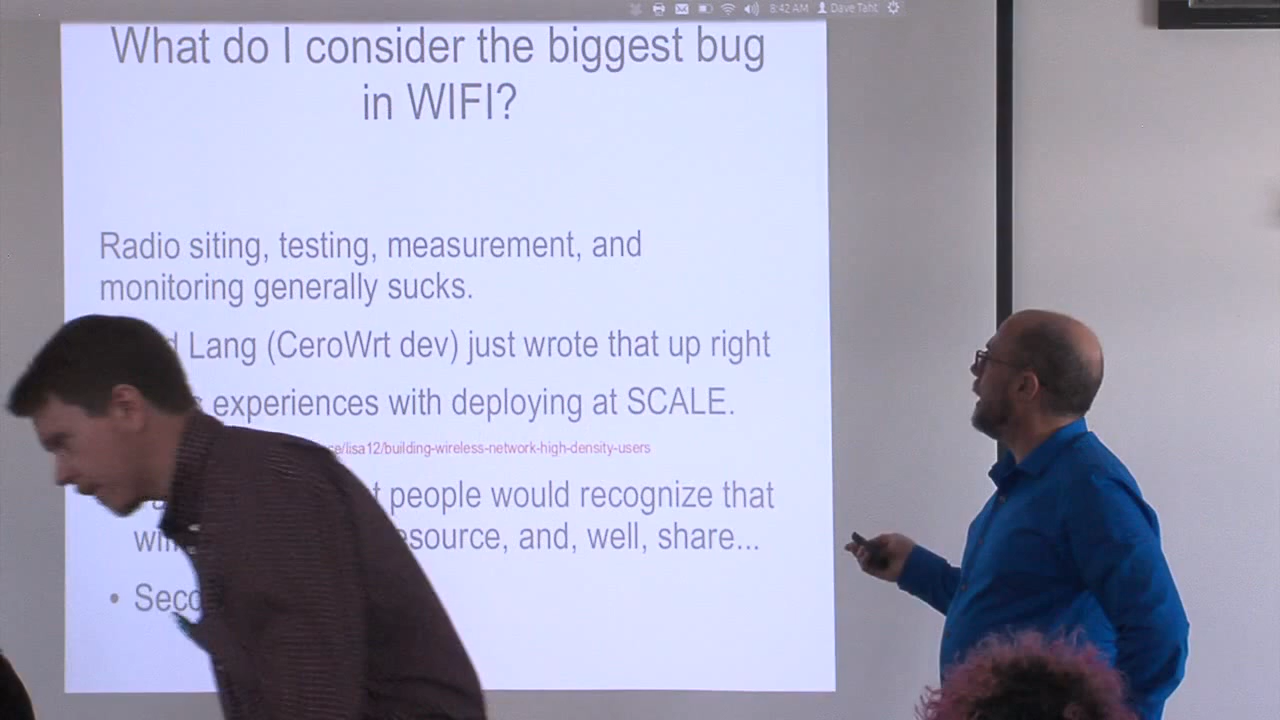 8:42 AM Dave Taht
What do I consider the biggest bug
in WIFI?
Radio siting, testing, measurement, and
monitoring generally sucks.
Lang (CeroWrt dev) just wrote that up right
experiences with deploying at SCALE.
/lisa12/building-wireless-network-high-density-users
people would recognize that
and, well, share...
•